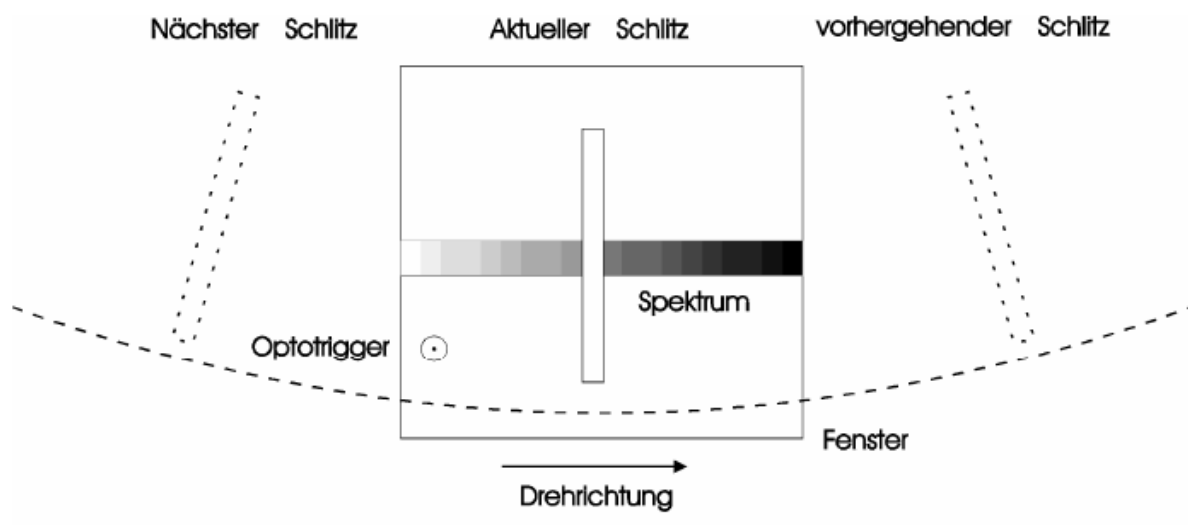 Nächster Schlitz
Aktueller Schlitz
vorhergehender Schlitz
Spektrum
Optotrigger
Fenster
Drehrichtung